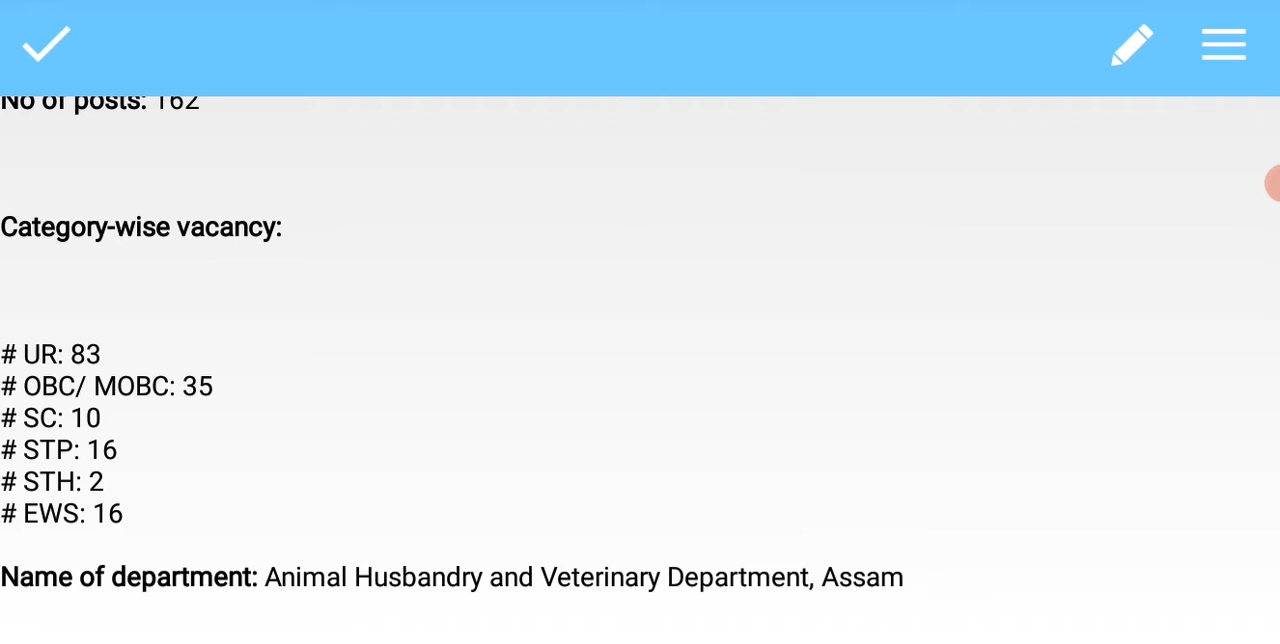 No of posts: 162
Category-wise vacancy:
# UR: 83
# OBC/ MOBC: 35
# SC: 10
# STP: 16
# STH: 2
# EWS: 16
Name of department: Animal Husbandry and Veterinary Department, Assam